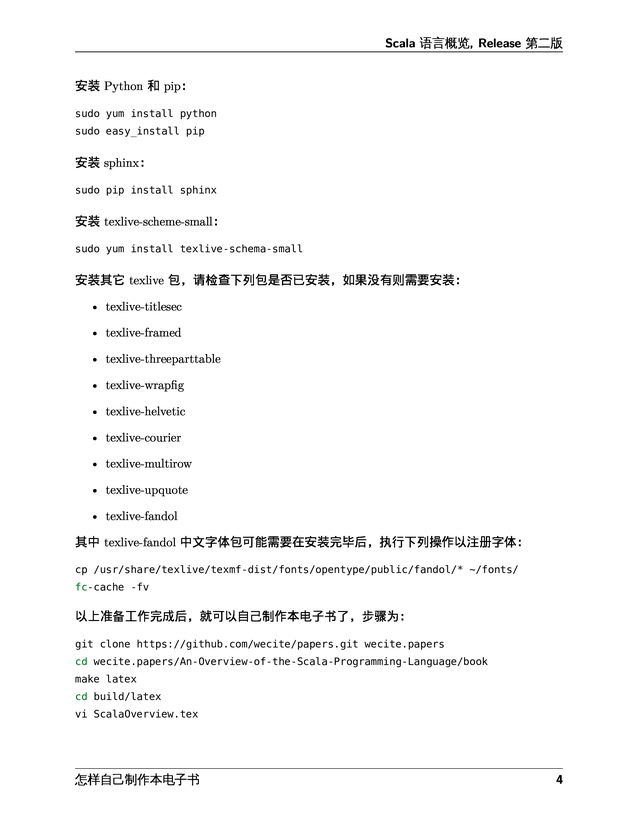 Scala 语言概览, Release 第二版
安装 Python 和 pip：
sudo yum install python
sudo easy_install pip
安装 sphinx：
sudo pip install sphinx
安装 texlive-scheme-small：
sudo yum install texlive-schema-small
安装其它 texlive 包，请检查下列包是否已安装，如果没有则需要安装：
• texlive-titlesec
• texlive-framed
• texlive-threeparttable
• texlive-wrapfig
• texlive-helvetic
• texlive-courier
• texlive-multirow
• texlive-upquote
• texlive-fandol
其中 texlive-fandol 中文字体包可能需要在安装完毕后，执行下列操作以注册字体：
cp /usr/share/texlive/texmf-dist/fonts/opentype/public/fandol/* ~/fonts/
fc-cache -fv
以上准备工作完成后，就可以自己制作本电子书了，步骤为：
git clone https://github.com/wecite/papers.git wecite.papers
cd wecite.papers/An-Overview-of-the-Scala-Programming-Language/book
make latex
cd build/latex
vi ScalaOverview.tex
怎样自己制作本电子书 4